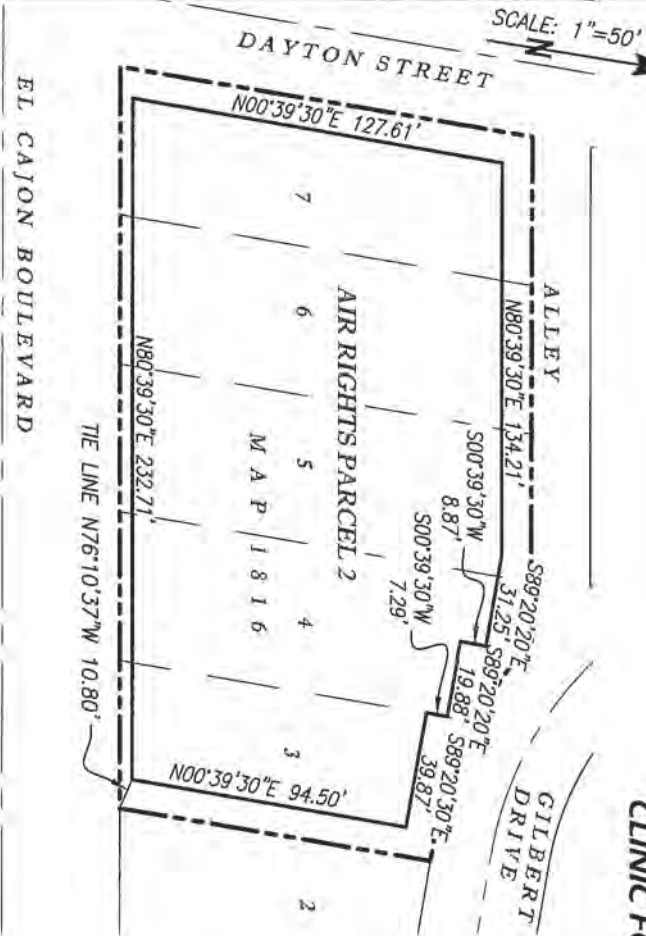 SCALE: 1"=50'
N
DAYTON STREET
N00°39'30"E 127.61'
EL CAJON BOULEVARD
ALLEY
N80°39'30"E 134.21'
7
6
5
4
3
2
AIR RIGHTS PARCEL 2
MAP 1816
N80°39'30"E 232.71'
TIE LINE N76°10'37"W 10.80'
S00°39'30"W
8.87'
S00°39'30"W
7.29'
S89°20'20"E
31.25'
S89°20'20"E
19.88'
S89°20'30"E
39.87'
N00°39'30"E 94.50'
GILBERT
DRIVE
CLINIC